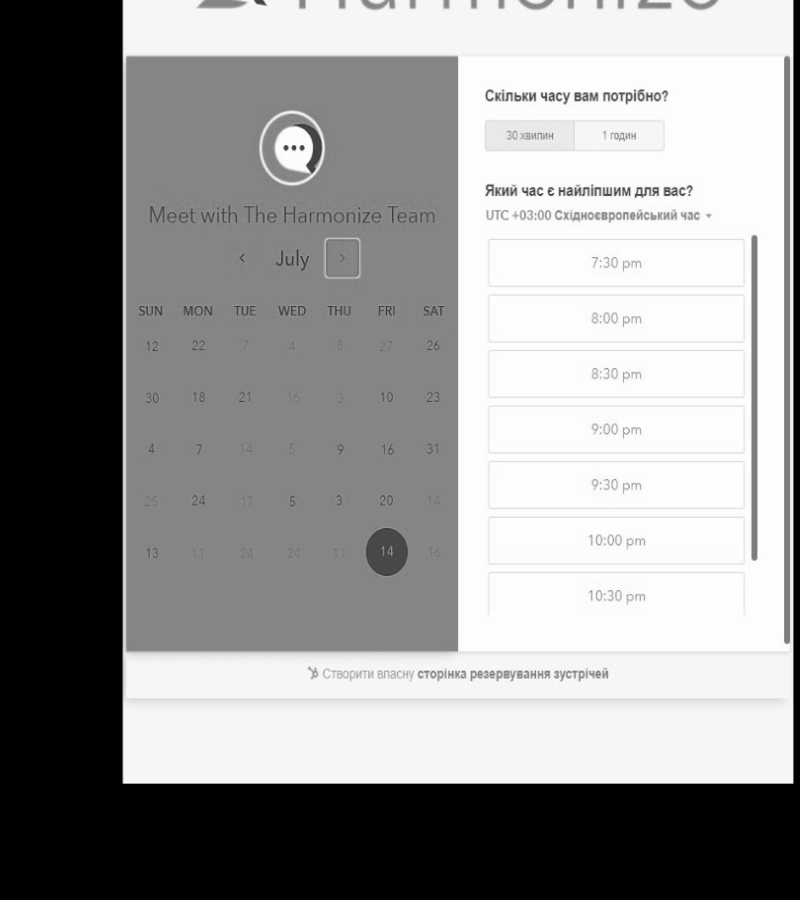 Harmonize
Meet with The Harmonize Team
July
SUN MON TUE WED THU FRI SAT
12 22 7 4 8 27 26
30 18 21 16 3 10 23
4 7 14 5 9 16 31
25 24 17 5 3 20 14
13 11 24 24 11 14 16
Скільки часу вам потрібно?
30 хвилин 1 годин
Який час є найліпшим для вас?
UTC +03:00 Східноєвропейський час
7:30 pm
8:00 pm
8:30 pm
9:00 pm
9:30 pm
10:00 pm
10:30 pm
Створити власну сторінка резервування зустрічей